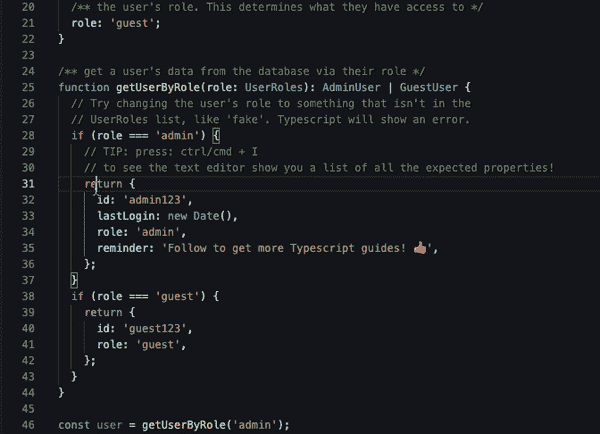 20 /** the user's role. This determines what they have access to */
21 role: 'guest';
22 }
23
24 /** get a user's data from the database via their role */
25 function getUserByRole(role: UserRoles): AdminUser | GuestUser {
26 // Try changing the user's role to something that isn't in the
27 // UserRoles list, like 'fake'. Typescript will show an error.
28 if (role === 'admin') {
29 // TIP: press: ctrl/cmd + I
30 // to see the text editor show you a list of all the expected properties!
31 return {
32 id: 'admin123',
33 lastLogin: new Date(),
34 role: 'admin',
35 reminder: 'Follow to get more Typescript guides! 👍🏽',
36 };
37 }
38 if (role === 'guest') {
39 return {
40 id: 'guest123',
41 role: 'guest',
42 };
43 }
44 }
45
46 const user = getUserByRole('admin');